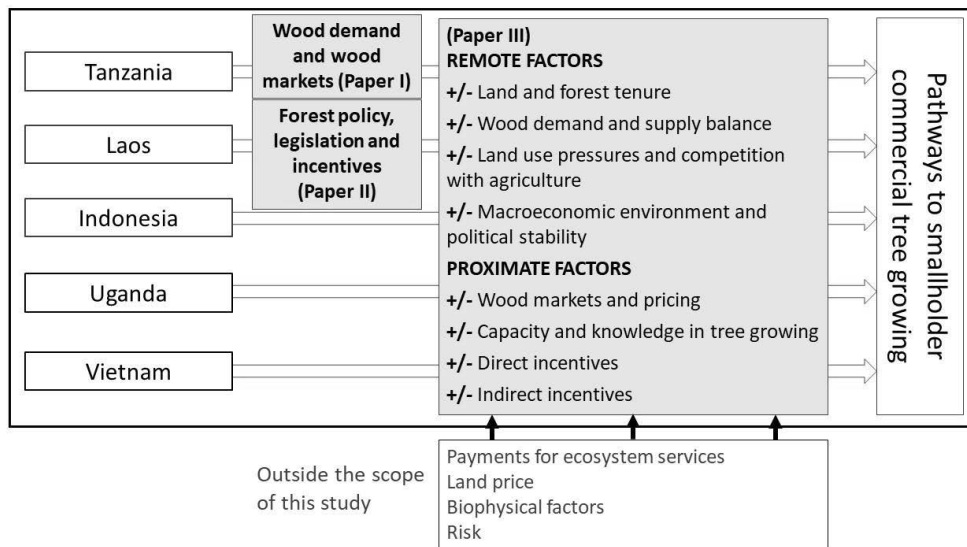 Tanzania
Laos
Indonesia
Uganda
Vietnam
Wood demand
and wood
markets (Paper I)
Forest policy,
legislation and
incentives
(Paper II)
(Paper III)
REMOTE FACTORS
+/- Land and forest tenure
+/- Wood demand and supply balance
+/- Land use pressures and competition
with agriculture
+/- Macroeconomic environment and
political stability
PROXIMATE FACTORS
+/- Wood markets and pricing
+/- Capacity and knowledge in tree growing
+/- Direct incentives
+/- Indirect incentives
Pathways to smallholder
commercial tree growing
Outside the scope
of this study
Payments for ecosystem services
Land price
Biophysical factors
Risk